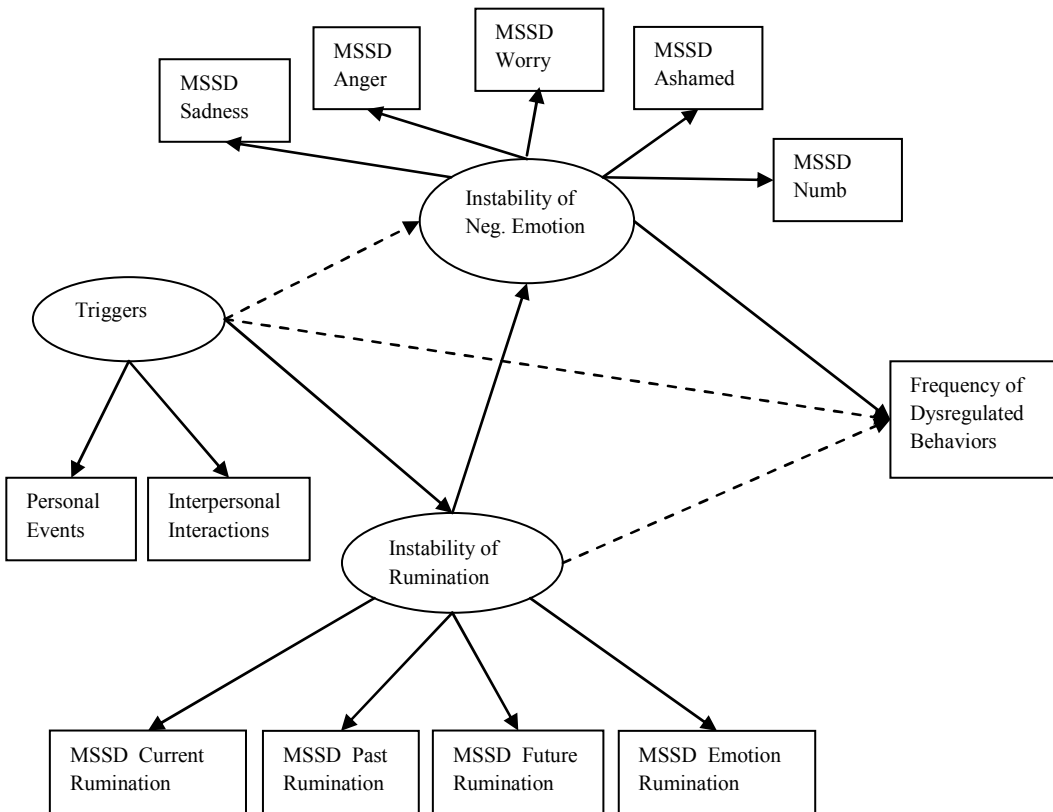 MSSD
Sadness
MSSD
Anger
MSSD
Worry
MSSD
Ashamed
MSSD
Numb
Instability of
Neg. Emotion
Triggers
Frequency of
Dysregulated
Behaviors
Personal
Events
Interpersonal
Interactions
Instability of
Rumination
MSSD Current
Rumination
MSSD Past
Rumination
MSSD Future
Rumination
MSSD Emotion
Rumination